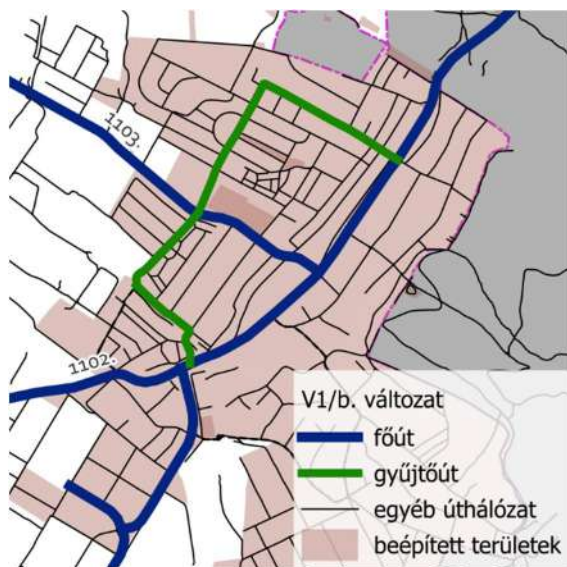 1103.
1102.
V1/b. változat
főút
gyűjtőút
egyéb úthálózat
beépített területek